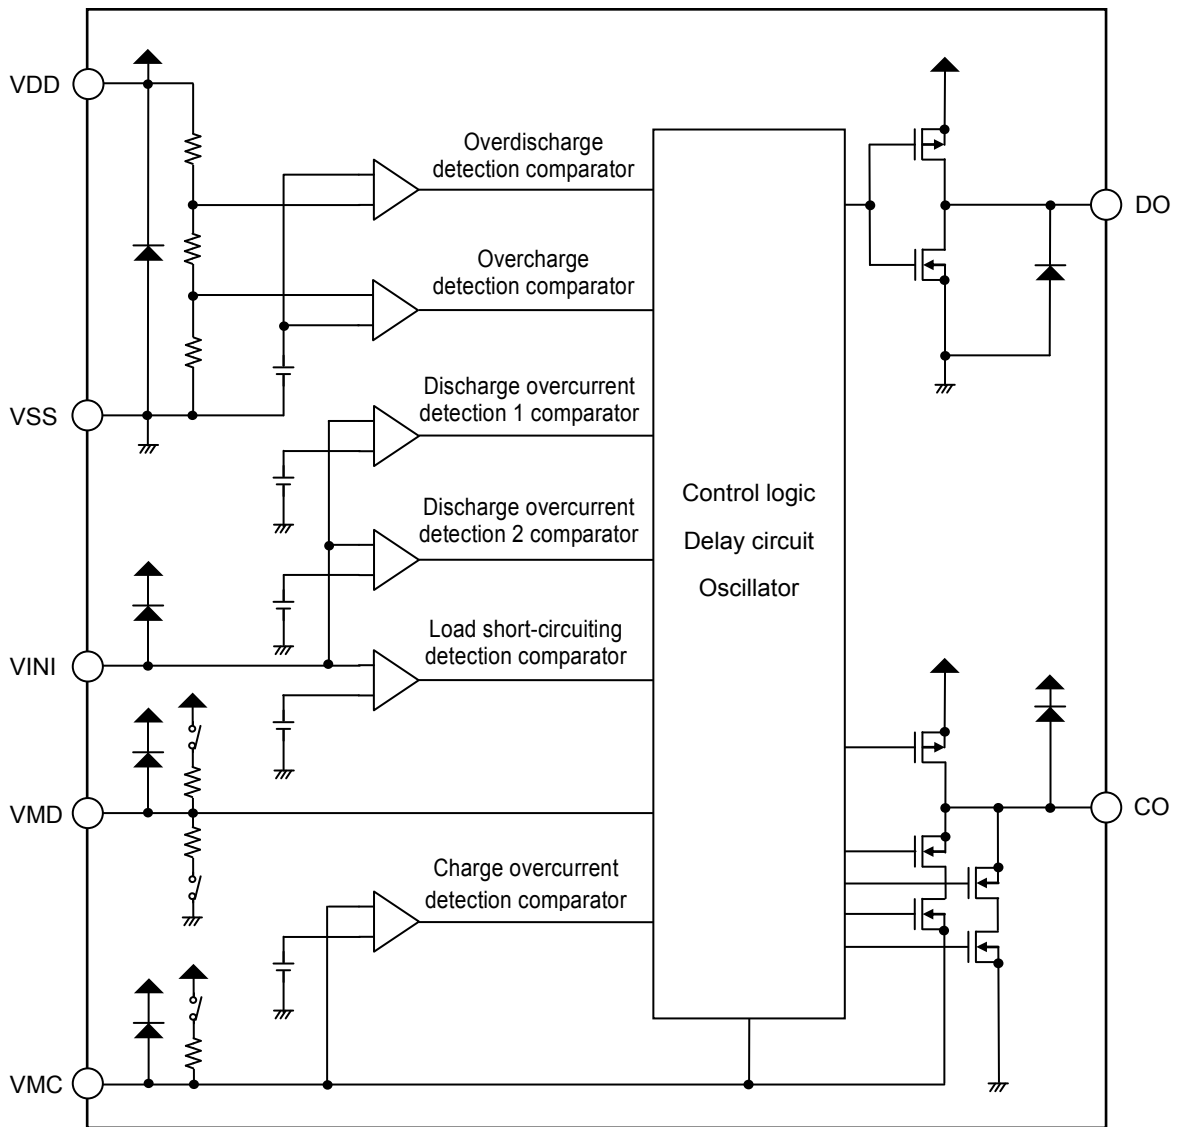 VDD
Overdischarge
detection comparator
DO
Overcharge
detection comparator
VSS
Discharge overcurrent
detection 1 comparator
Control logic
Delay circuit
Oscillator
Discharge overcurrent
detection 2 comparator
VINI
Load short-circuiting
detection comparator
VMD
CO
Charge overcurrent
detection comparator
VMC